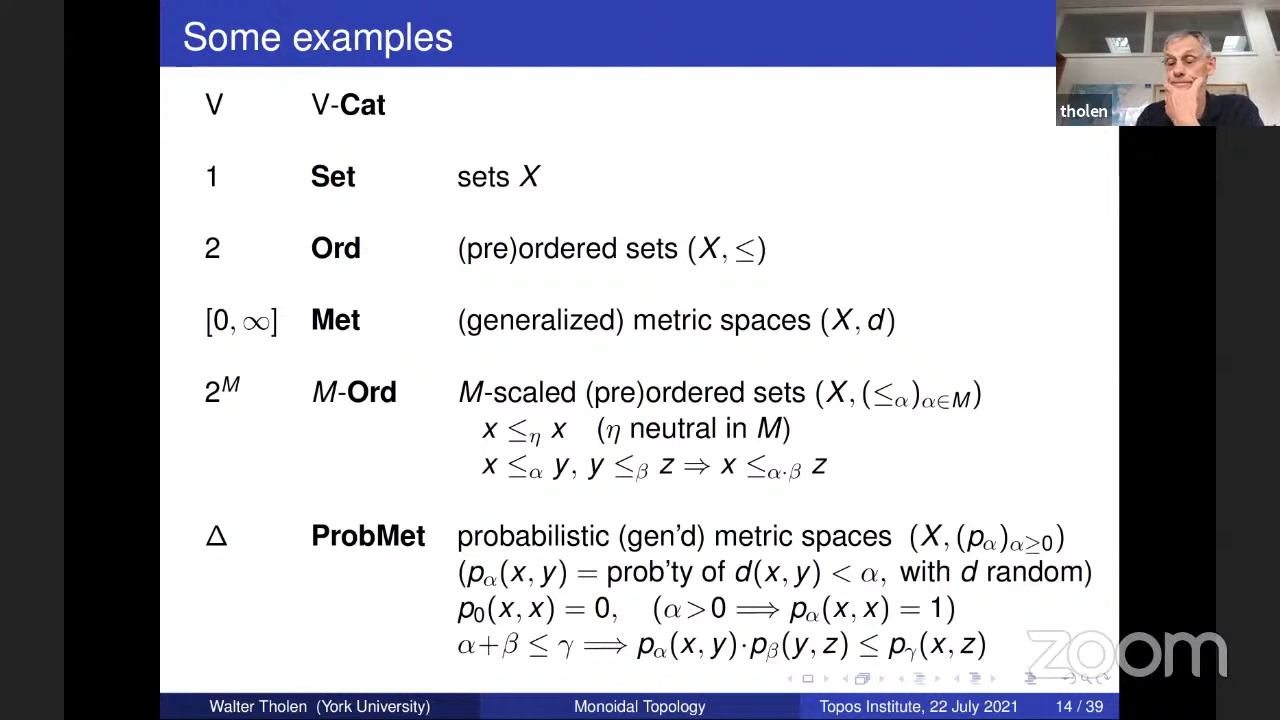 Some examples
tholen
V V-Cat
1 Set sets X
2 Ord (pre)ordered sets (X, ≤)
[0, ∞] Met (generalized) metric spaces (X, d)
2^M M-Ord M-scaled (pre)ordered sets (X, (≤_α)_{α∈M})
x ≤_η x (η neutral in M)
x ≤_α y, y ≤_β z ⇒ x ≤_{α·β} z
Δ ProbMet probabilistic (gen'd) metric spaces (X, (p_α)_{α≥0})
(p_α(x, y) = prob'ty of d(x, y) < α, with d random)
p_0(x, x) = 0, (α > 0 ⟹ p_α(x, x) = 1)
α+β ≤ γ ⟹ p_α(x, y)·p_β(y, z) ≤ p_γ(x, z)
zoom
Walter Tholen (York University) Monoidal Topology Topos Institute, 22 July 2021 14 / 39